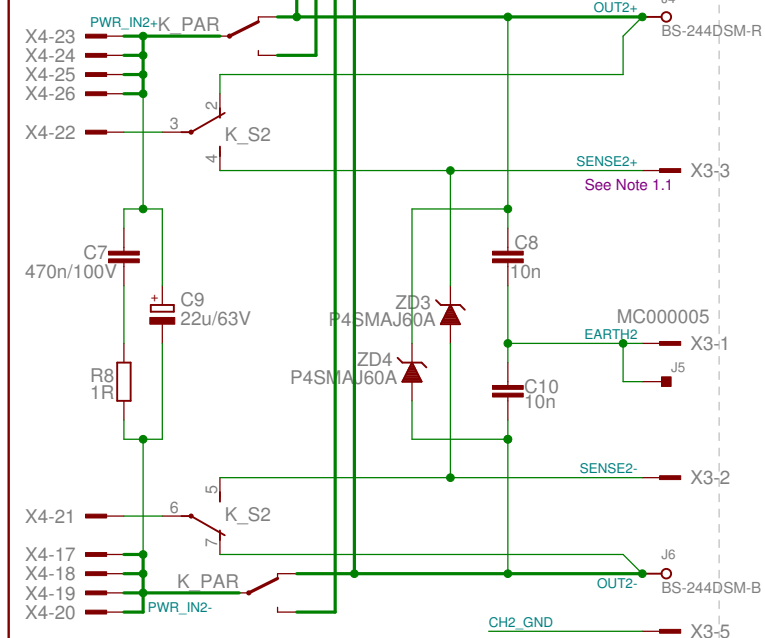 PWR_IN2+ K_PAR
OUT2+
X4-23
BS-244DSM-R
X4-24
X4-25
X4-26
2
3
X4-22
K_S2
4
SENSE2+
X3-3
See Note 1.1
C7
470n/100V
C8
10n
+
C9
22u/63V
ZD3
P4SMAJ60A
MC000005
EARTH2
X3-1
ZD4
P4SMAJ60A
J5
R8
1R
C10
10n
SENSE2-
X3-2
5
6
X4-21
K_S2
7
X4-17
J6
X4-18
K_PAR
OUT2-
BS-244DSM-B
X4-19
X4-20
PWR_IN2-
CH2_GND
X3-5